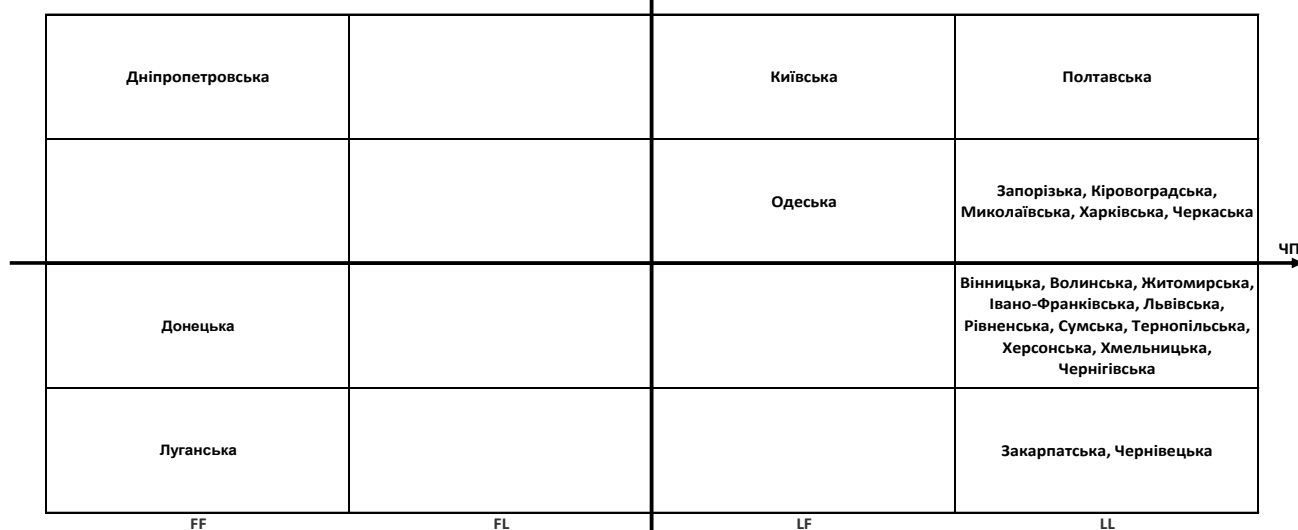 Дніпропетровська
Київська
Полтавська
Одеська
Запорізька, Кіровоградська,
Миколаївська, Харківська, Черкаська
ЧП
Донецька
Вінницька, Волинська, Житомирська,
Івано-Франківська, Львівська,
Рівненська, Сумська, Тернопільська,
Херсонська, Хмельницька,
Чернігівська
Луганська
Закарпатська, Чернівецька
FF
FL
LF
LL